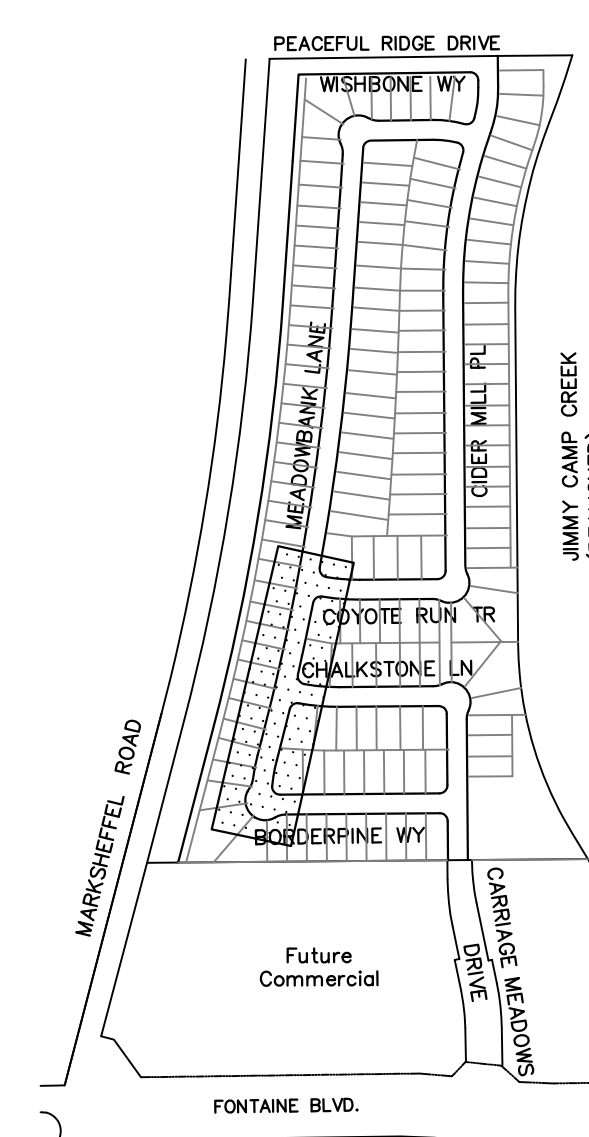 PEACEFUL RIDGE DRIVE
WISHBONE WY
MEADOWBANK LANE
CIDER MILL PL
JIMMY CAMP CREEK
COYOTE RUN TR
CHALKSTONE LN
MARKSHEFFEL ROAD
BORDERPINE WY
CARRIAGE MEADOWS
DRIVE
Future
Commercial
FONTAINE BLVD.